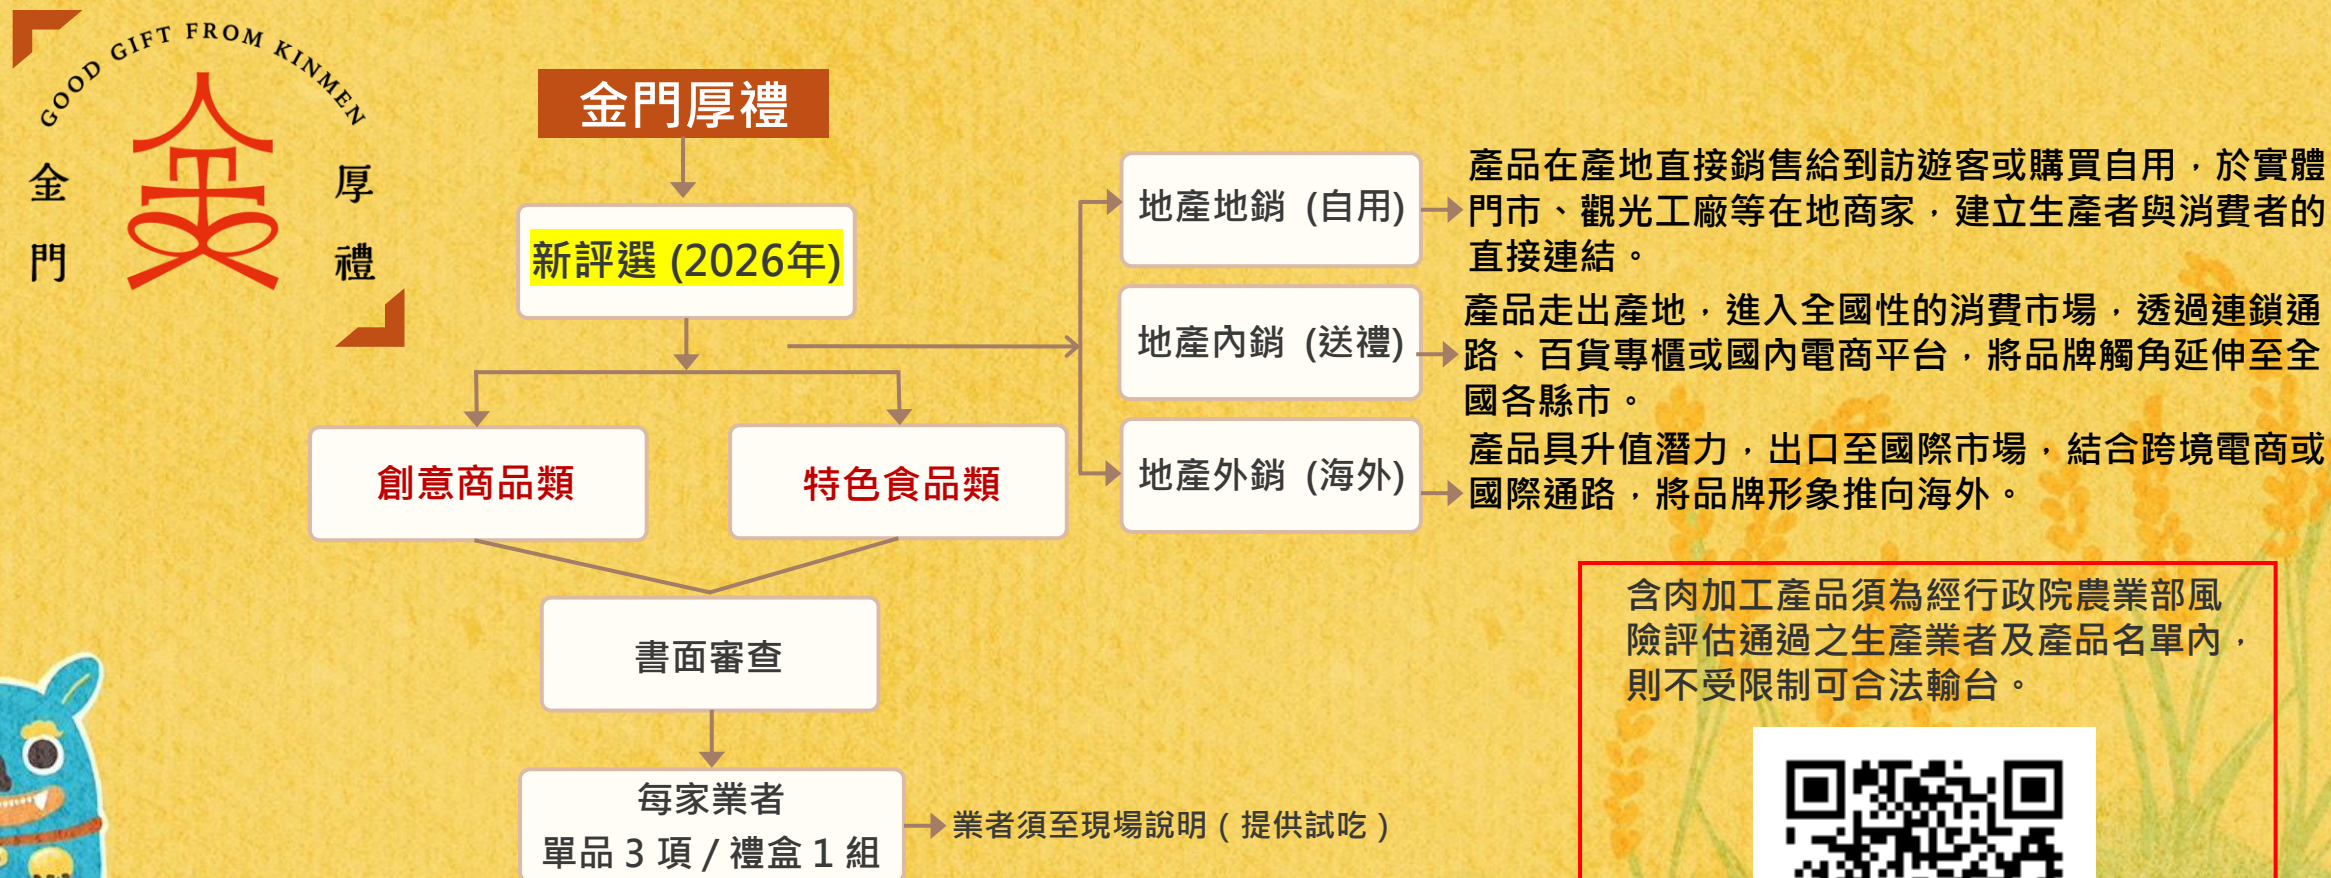 GOOD GIFT FROM KINMEN
金門
厚禮
金門厚禮
新評選 (2026年)
創意商品類
特色食品類
書面審查
每家業者
單品 3 項 / 禮盒 1 組
業者須至現場說明 ( 提供試吃 )
地產地銷 (自用)
產品在產地直接銷售給到訪遊客或購買自用，於實體
門市、觀光工廠等在地商家，建立生產者與消費者的
直接連結。
地產內銷 (送禮)
產品走出產地，進入全國性的消費市場，透過連鎖通
路、百貨專櫃或國內電商平台，將品牌觸角延伸至全
國各縣市。
地產外銷 (海外)
產品具升值潛力，出口至國際市場，結合跨境電商或
國際通路，將品牌形象推向海外。
含肉加工產品須為經行政院農業部風
險評估通過之生產業者及產品名單內，
則不受限制可合法輸台。